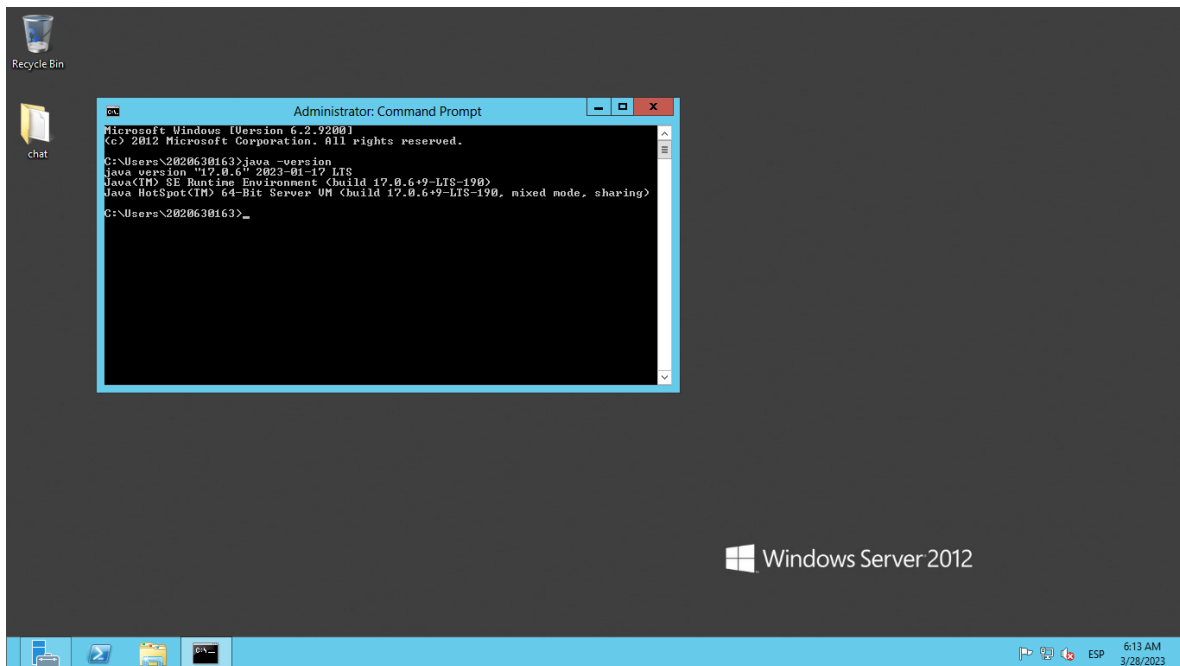 Recycle Bin
chat
Administrator: Command Prompt
Microsoft Windows [Version 6.2.9200]
(c) 2012 Microsoft Corporation. All rights reserved.
C:\Users\2020630163>java -version
java version "17.0.6" 2023-01-17 LTS
Java(TM) SE Runtime Environment (build 17.0.6+9-LTS-190)
Java HotSpot(TM) 64-Bit Server VM (build 17.0.6+9-LTS-190, mixed mode, sharing)
C:\Users\2020630163>_
Windows Server 2012
ESP
6:13 AM
3/28/2023